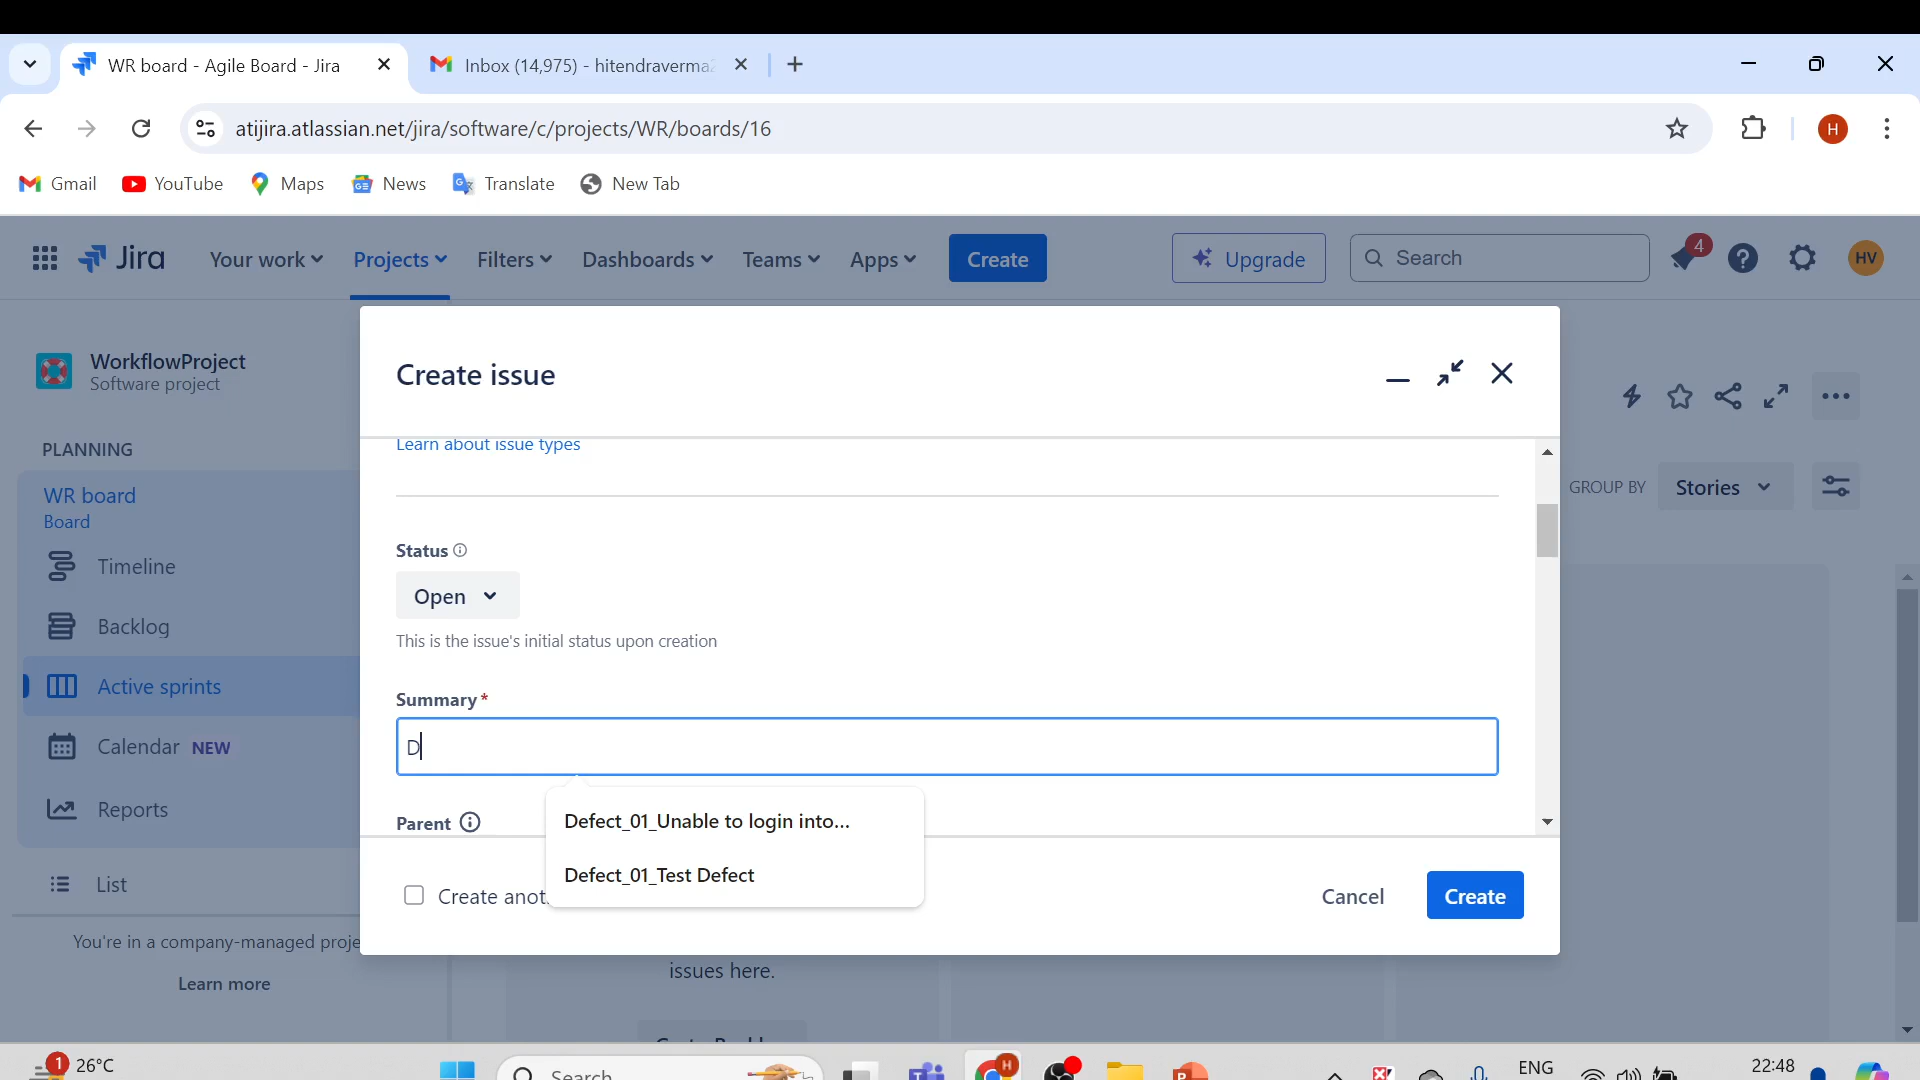 WR board - Agile Board - Jira
Inbox (14,975) - hitendraverma
atijira.atlassian.net/jira/software/c/projects/WR/boards/16
H
Gmail
YouTube
Maps
News
Translate
New Tab
Jira
Your work
Projects
Filters
Dashboards
Teams
Apps
Create
Upgrade
Search
4
HV
WorkflowProject
Software project
Create issue
PLANNING
Learn about issue types
WR board
Board
GROUP BY
Stories
Timeline
Status
Open
Backlog
This is the issue's initial status upon creation
Active sprints
Summary *
D
Calendar NEW
Reports
Parent
Defect_01_Unable to login into...
Defect_01_Test Defect
List
Create anot
Cancel
Create
You're in a company-managed proje
issues here.
Learn more
1
26°C
Search
H
ENG
22:48